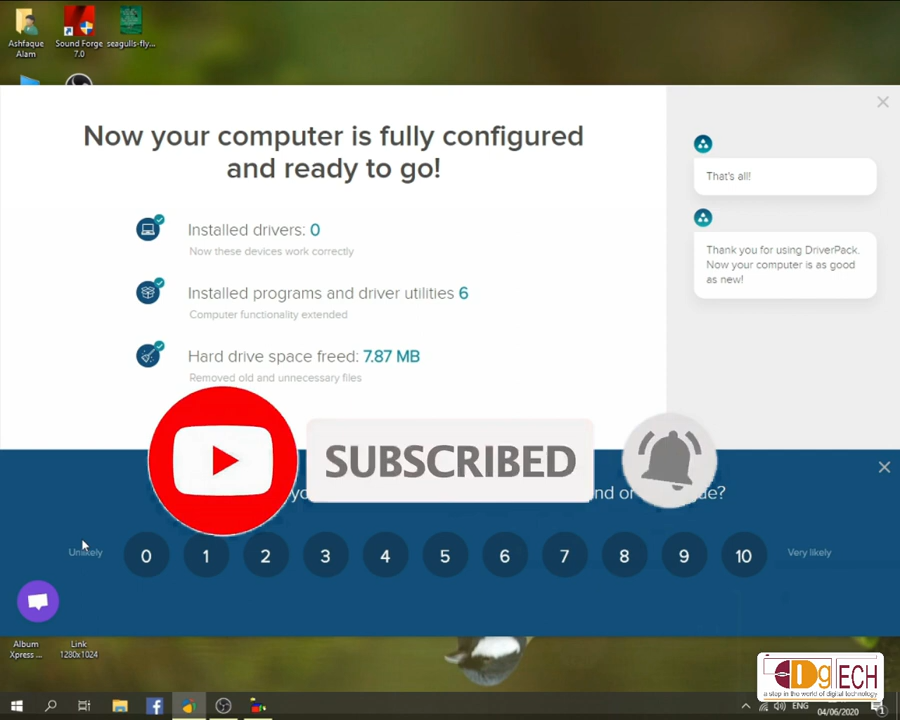 Ashfaque
Alam
Sound Forge
7.0
seagulls-fly...
Now your computer is fully configured
and ready to go!
Installed drivers: 0
Now these devices work correctly
Installed programs and driver utilities 6
Computer functionality extended
Hard drive space freed: 7.87 MB
Removed old and unnecessary files
That's all!
Thank you for using DriverPack.
Now your computer is as good
as new!
SUBSCRIBED
Unlikely
0 1 2 3 4 5 6 7 8 9 10
Very likely
Album
Xpress ...
Link
1280x1024
EDgTECH
a step in the world of digital technology
ENG
04/06/2020